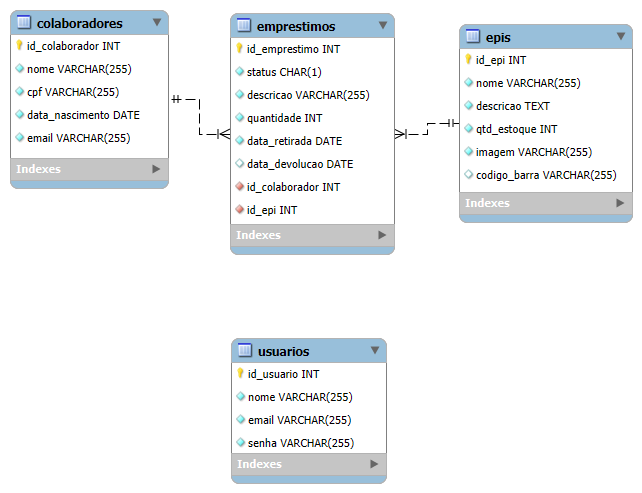 colaboradores
id_colaborador INT
nome VARCHAR(255)
cpf VARCHAR(255)
data_nascimento DATE
email VARCHAR(255)
Indexes
emprestimos
id_emprestimo INT
status CHAR(1)
descricao VARCHAR(255)
quantidade INT
data_retirada DATE
data_devolucao DATE
id_colaborador INT
id_epi INT
Indexes
epis
id_epi INT
nome VARCHAR(255)
descricao TEXT
qtd_estoque INT
imagem VARCHAR(255)
codigo_barra VARCHAR(255)
Indexes
usuarios
id_usuario INT
nome VARCHAR(255)
email VARCHAR(255)
senha VARCHAR(255)
Indexes